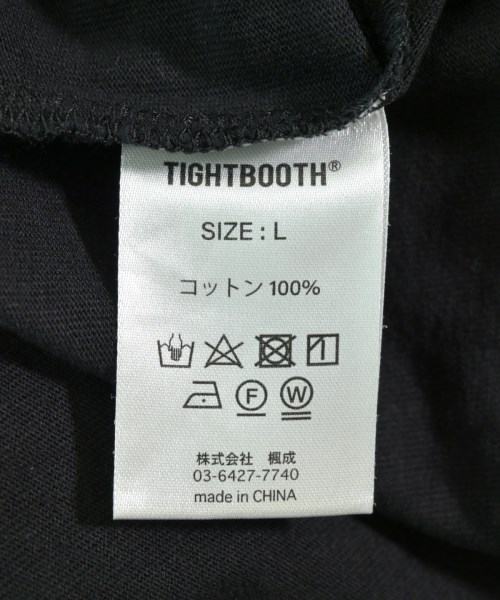 TIGHTBOOTH®
SIZE : L
コットン 100%
F W
株式会社 楓成
03-6427-7740
made in CHINA